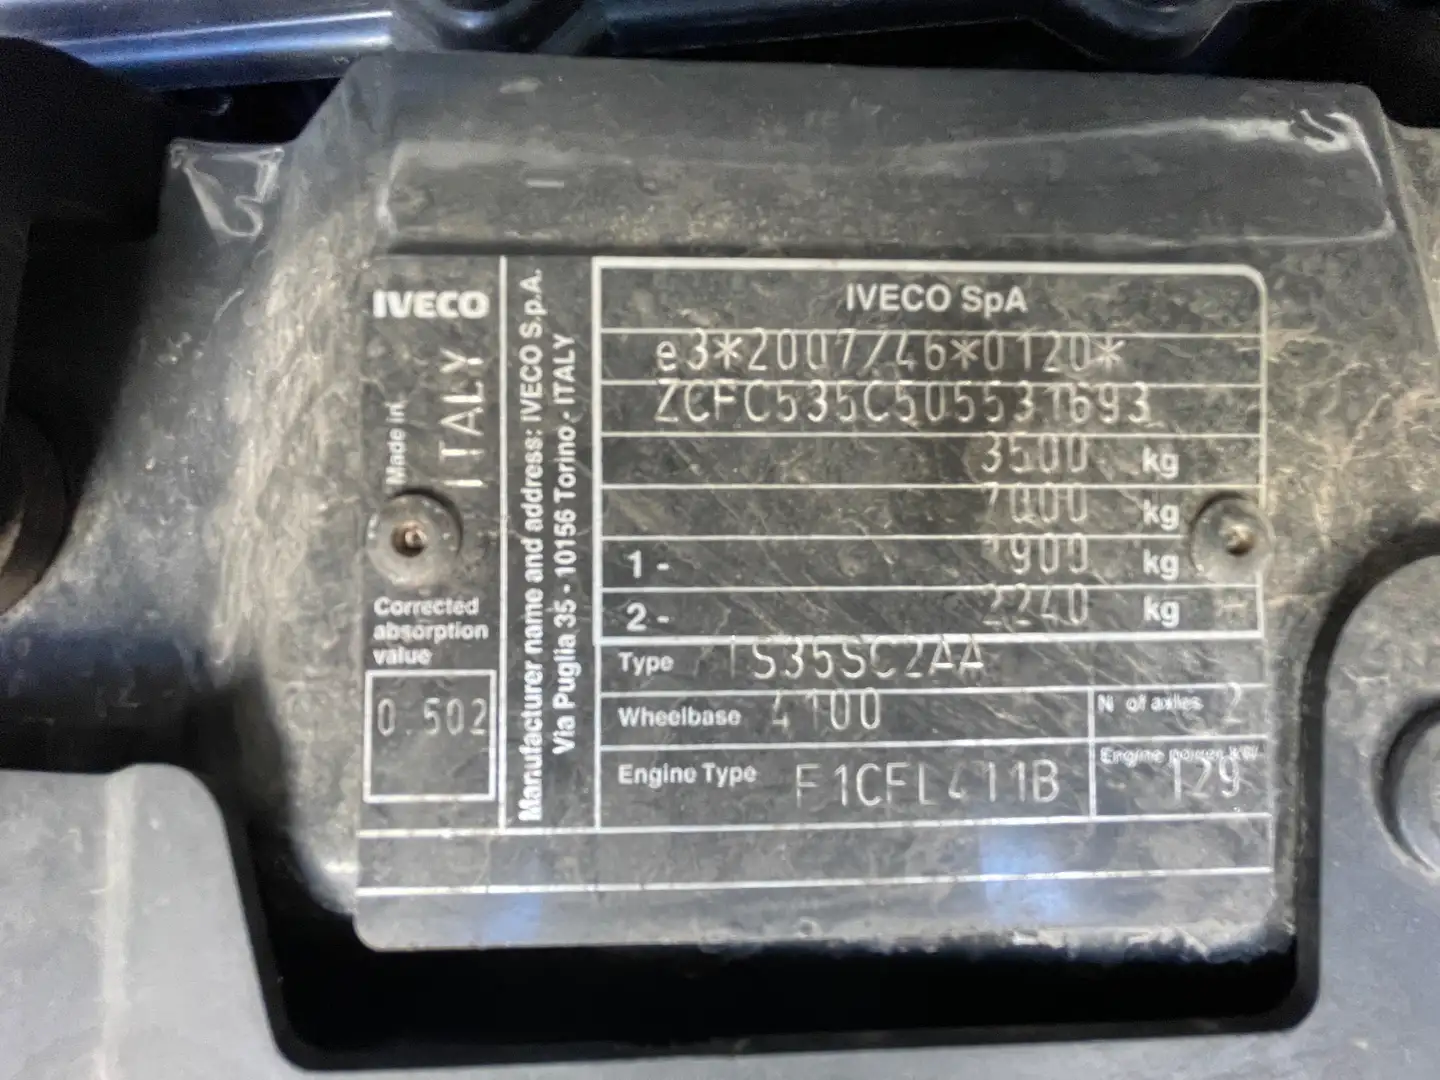 IVECO
Made in ITALY
Corrected
absorption
value
0.502
Manufacturer name and address: IVECO S.p.A.
Via Puglia 35 - 10156 Torino - ITALY
IVECO SpA
e3*2007/46*0120*
ZCFC535C505531693
3500 kg
7000 kg
1 - 1900 kg
2 - 2240 kg
Type IS35SC2AA
Wheelbase 4100
N of axles 2
Engine Type F1CFL411B
Engine power kW 129